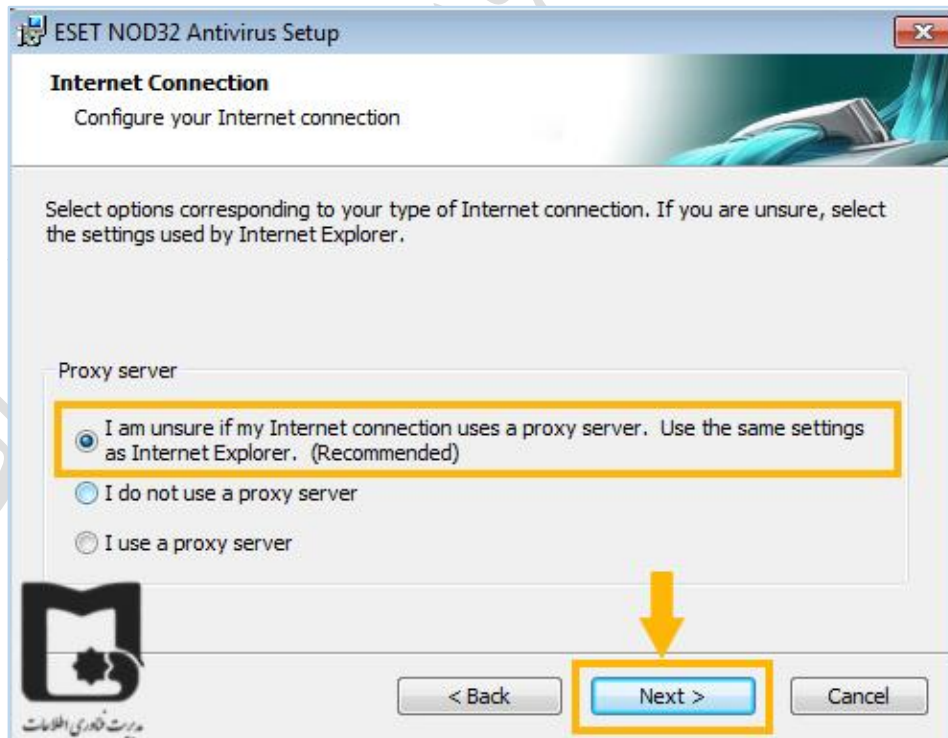 ESET NOD32 Antivirus Setup
Internet Connection
Configure your Internet connection
Select options corresponding to your type of Internet connection. If you are unsure, select
the settings used by Internet Explorer.
Proxy server
I am unsure if my Internet connection uses a proxy server. Use the same settings
as Internet Explorer. (Recommended)
I do not use a proxy server
I use a proxy server
< Back
Next >
Cancel
مدیریت فناوری اطلاعات